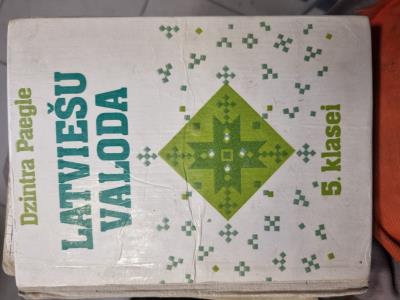 Dzintra Paegle
LATVIEŠU
VALODA
5. klasei